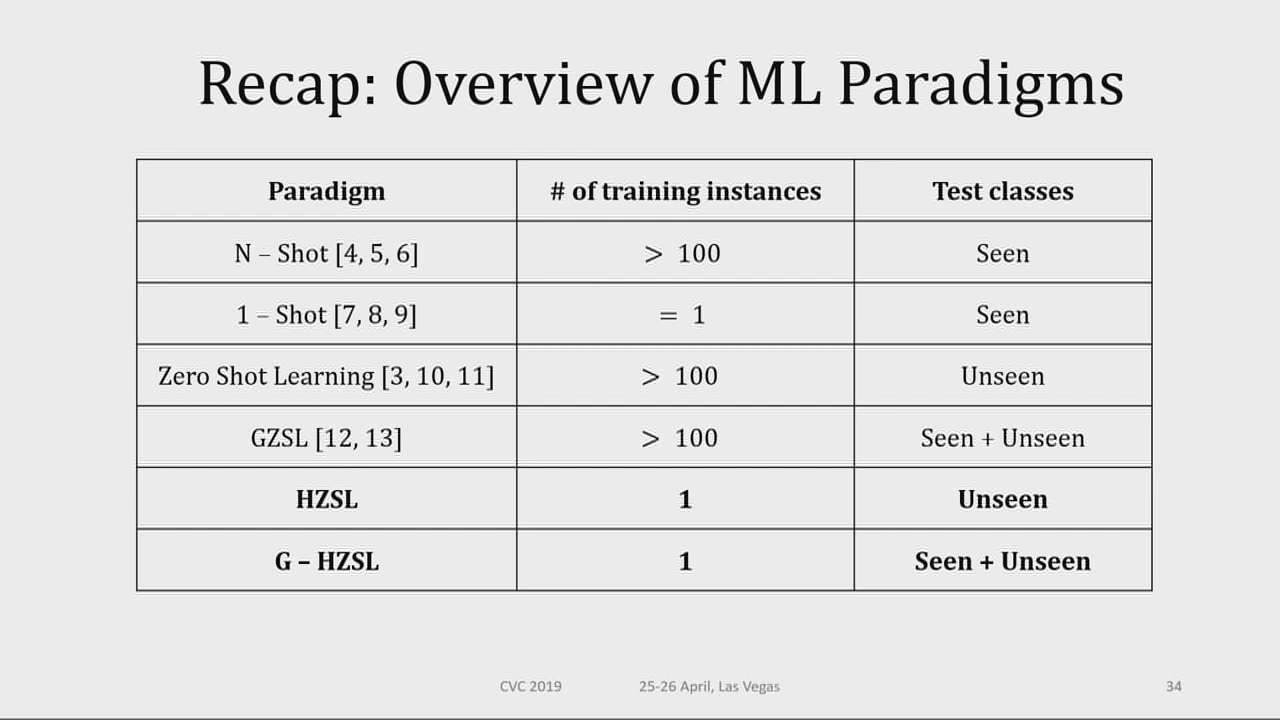 Recap: Overview of ML Paradigms
Paradigm # of training instances Test classes
N – Shot [4, 5, 6] > 100 Seen
1 – Shot [7, 8, 9] = 1 Seen
Zero Shot Learning [3, 10, 11] > 100 Unseen
GZSL [12, 13] > 100 Seen + Unseen
HZSL 1 Unseen
G – HZSL 1 Seen + Unseen
CVC 2019 25-26 April, Las Vegas 34